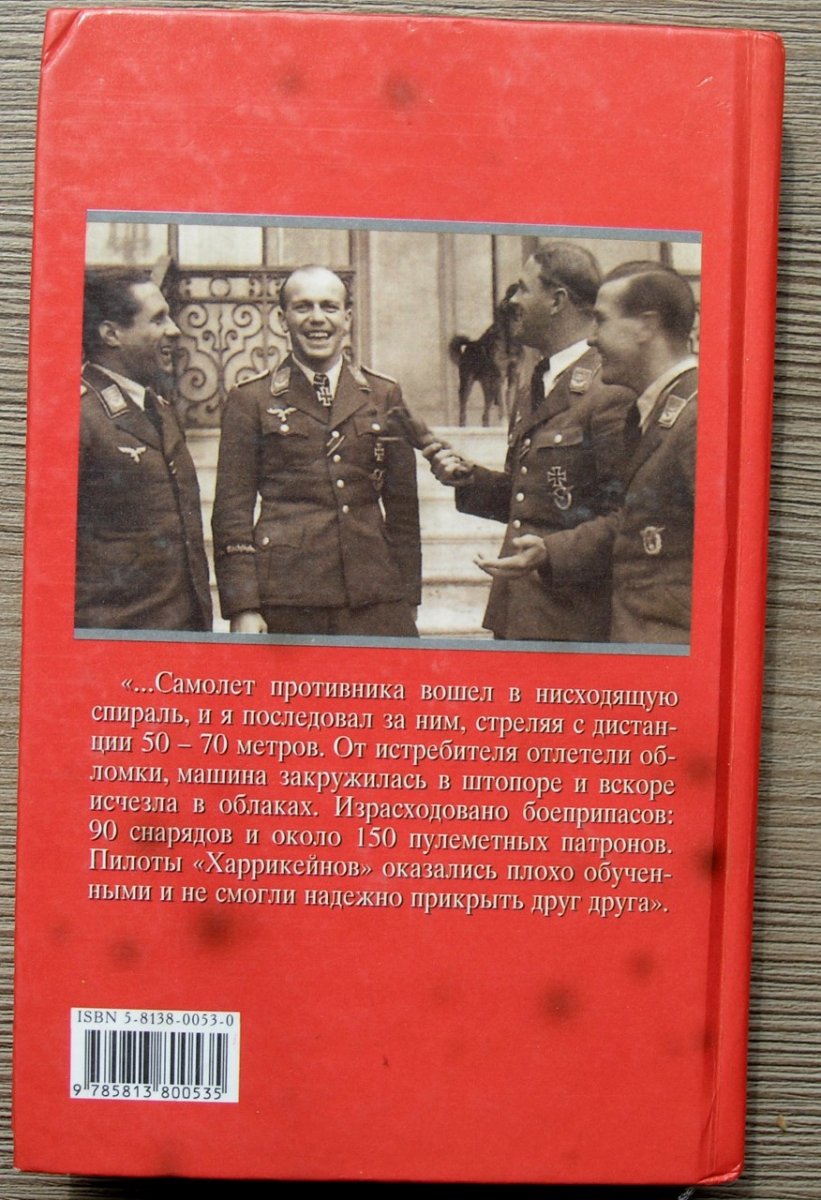 «...Самолет противника вошел в нисходящую
спираль, и я последовал за ним, стреляя с дистан-
ции 50 – 70 метров. От истребителя отлетели об-
ломки, машина закружилась в штопоре и вскоре
исчезла в облаках. Израсходовано боеприпасов:
90 снарядов и около 150 пулеметных патронов.
Пилоты «Харрикейнов» оказались плохо обучен-
ными и не смогли надежно прикрыть друг друга».
ISBN 5-8138-0053-0
9 785813 800535